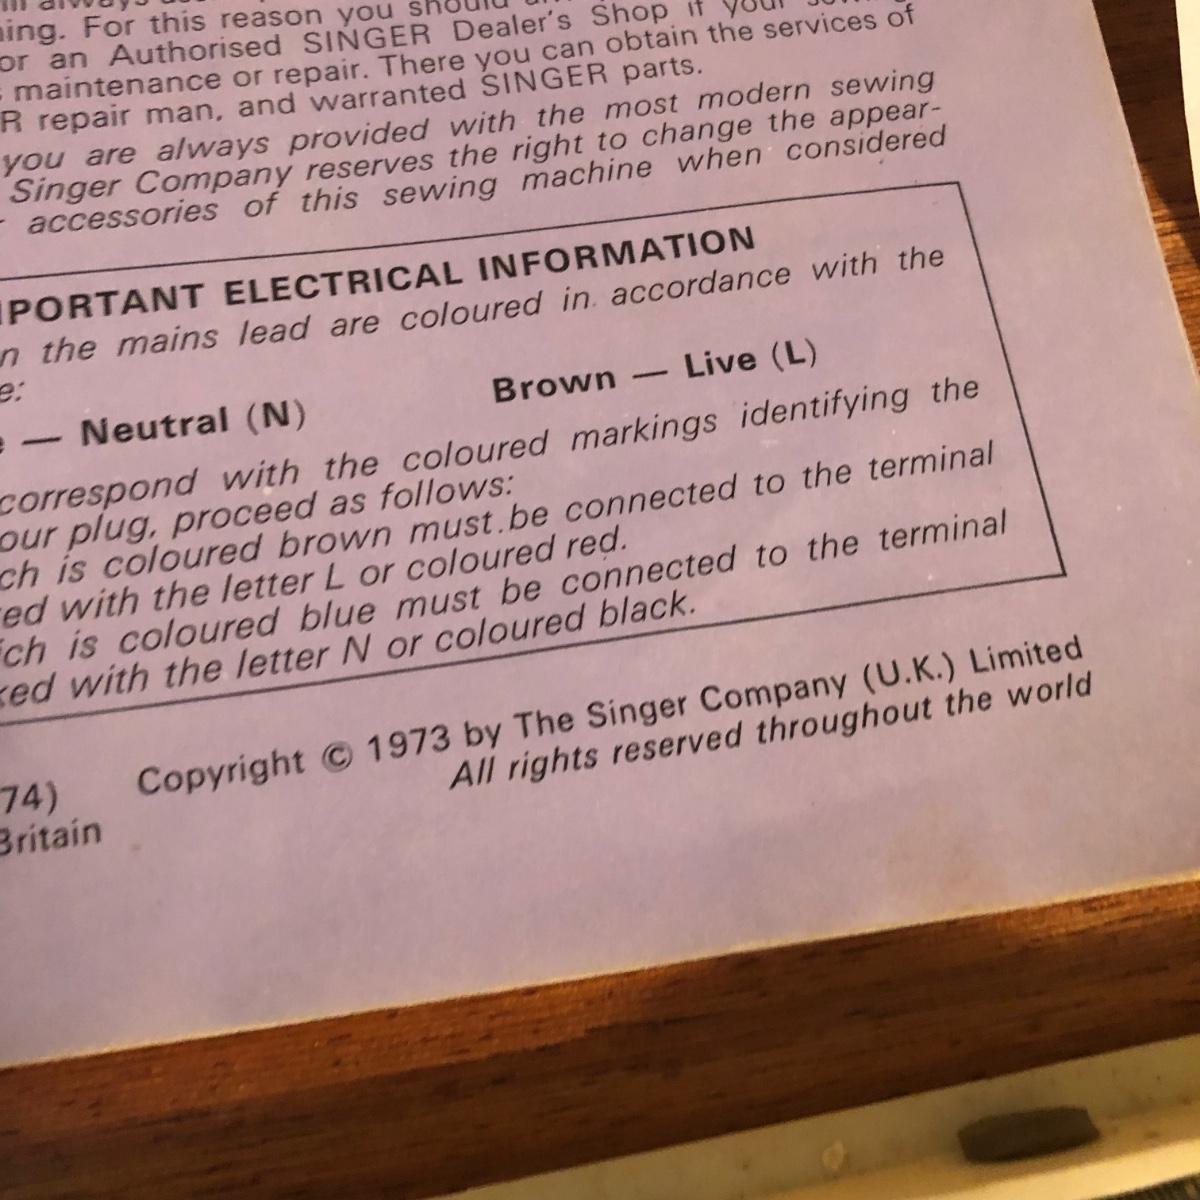 ing. For this reason you should
or an Authorised SINGER Dealer's Shop if your
maintenance or repair. There you can obtain the services of
R repair man, and warranted SINGER parts.
you are always provided with the most modern sewing
Singer Company reserves the right to change the appear-
accessories of this sewing machine when considered
MPORTANT ELECTRICAL INFORMATION
n the mains lead are coloured in accordance with the
e:
e — Neutral (N) Brown — Live (L)
correspond with the coloured markings identifying the
our plug, proceed as follows:
ch is coloured brown must be connected to the terminal
ed with the letter L or coloured red.
ich is coloured blue must be connected to the terminal
ked with the letter N or coloured black.
Copyright © 1973 by The Singer Company (U.K.) Limited
All rights reserved throughout the world
74)
Britain